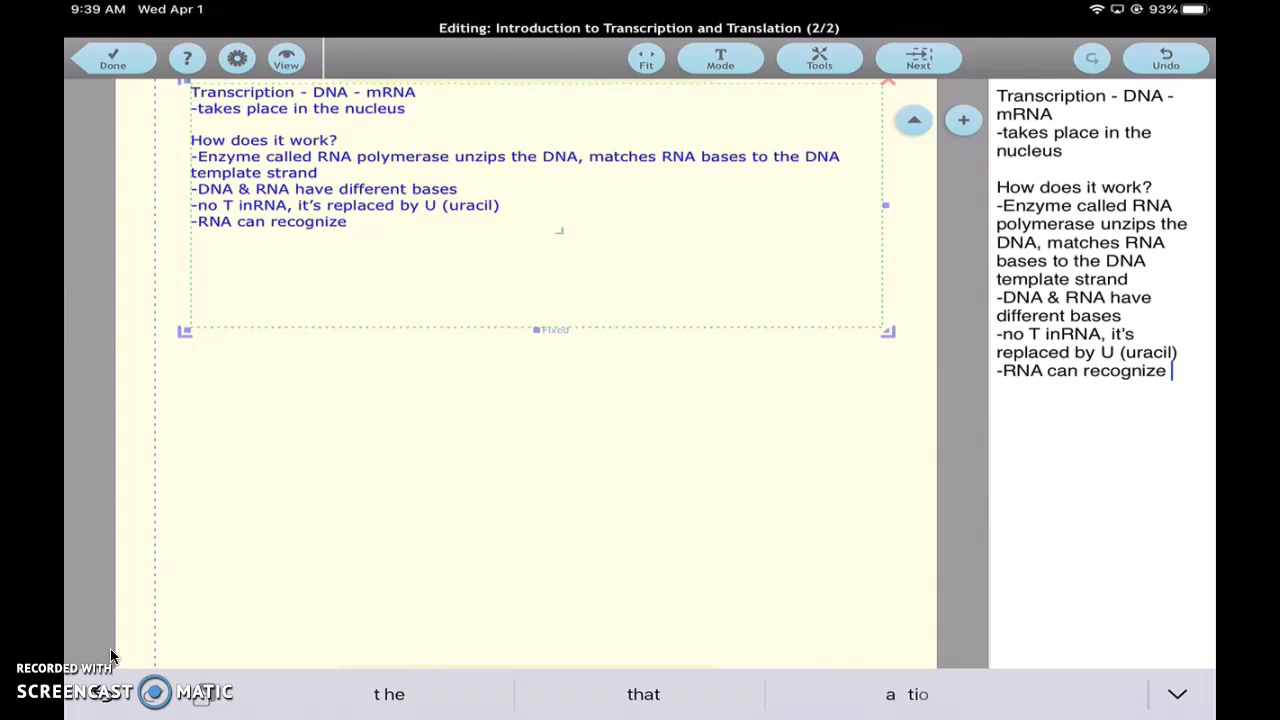 9:39 AM Wed Apr 1
93%
Editing: Introduction to Transcription and Translation (2/2)
Done
?
View
Fit
T
Mode
Tools
Next
Undo
Transcription - DNA - mRNA
-takes place in the nucleus
How does it work?
-Enzyme called RNA polymerase unzips the DNA, matches RNA bases to the DNA
template strand
-DNA & RNA have different bases
-no T inRNA, it's replaced by U (uracil)
-RNA can recognize
Fixed
+
Transcription - DNA -
mRNA
-takes place in the
nucleus
How does it work?
-Enzyme called RNA
polymerase unzips the
DNA, matches RNA
bases to the DNA
template strand
-DNA & RNA have
different bases
-no T inRNA, it's
replaced by U (uracil)
-RNA can recognize
RECORDED WITH
SCREENCAST MATIC
t he
that
a tio